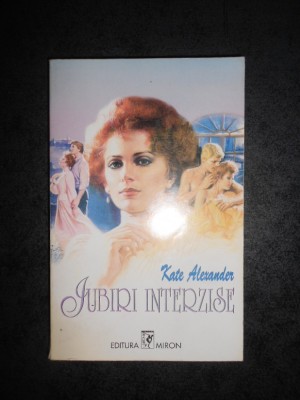 Kate Alexander
IUBIRI INTERZISE
EDITURA MIRON